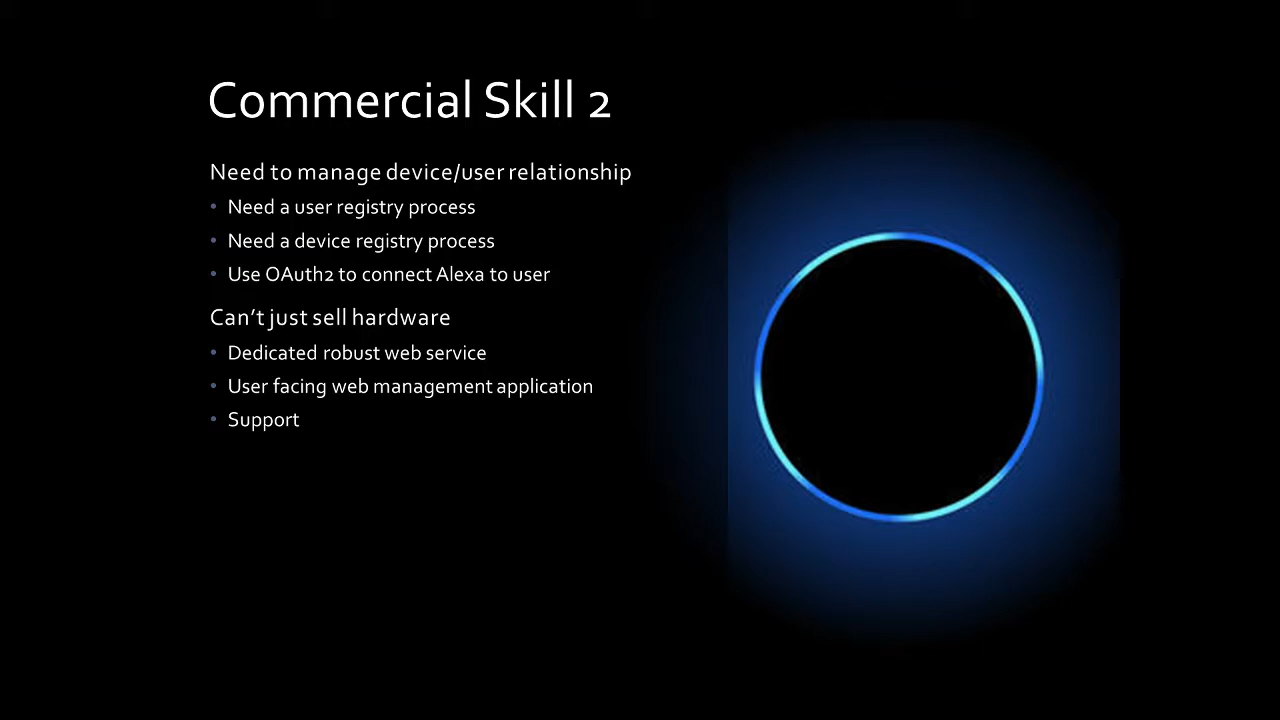 Commercial Skill 2
Need to manage device/user relationship
• Need a user registry process
• Need a device registry process
• Use OAuth2 to connect Alexa to user
Can’t just sell hardware
• Dedicated robust web service
• User facing web management application
• Support